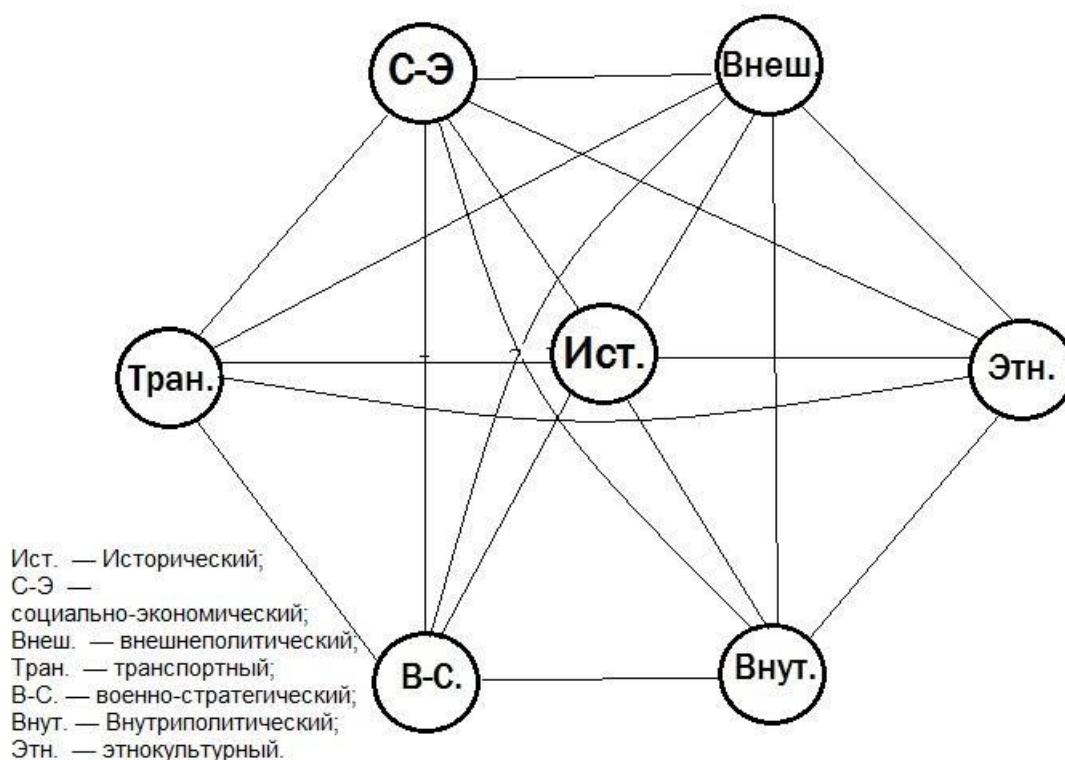 С-Э
Внеш.
Тран.
Ист.
Этн.
В-С.
Внут.
Ист. — Исторический;
С-Э —
социально-экономический;
Внеш. — внешнеполитический;
Тран. — транспортный;
В-С. — военно-стратегический;
Внут. — Внутриполитический;
Этн. — этнокультурный.